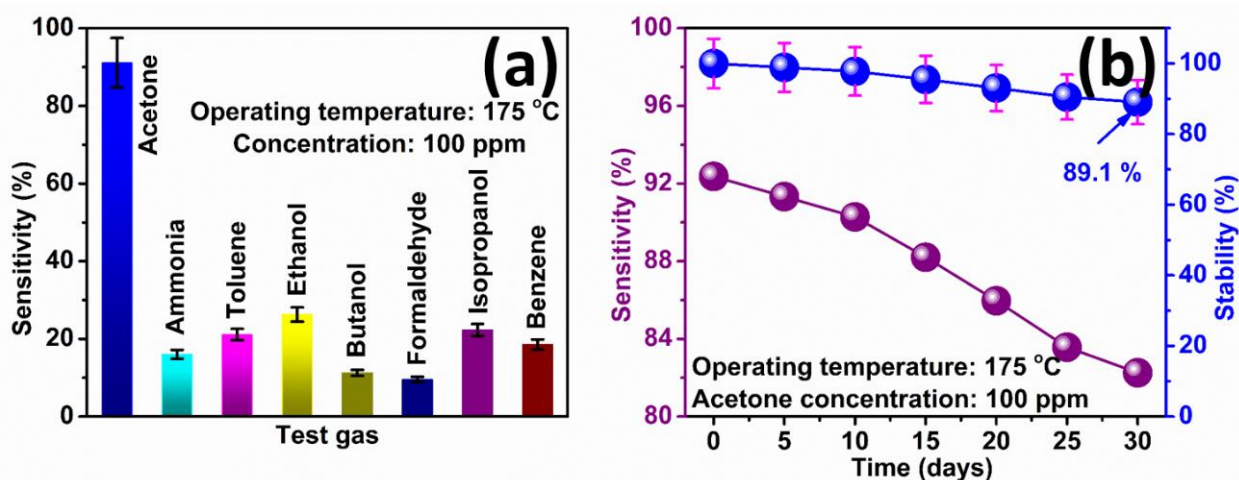 (a)
100
80
60
40
20
0
Sensitivity (%)
Acetone
Ammonia
Toluene
Ethanol
Butanol
Formaldehyde
Isopropanol
Benzene
Operating temperature: 175 °C
Concentration: 100 ppm
Test gas
(b)
100
96
92
88
84
80
Sensitivity (%)
100
80
60
40
20
0
Stability (%)
89.1 %
Operating temperature: 175 °C
Acetone concentration: 100 ppm
0 5 10 15 20 25 30
Time (days)